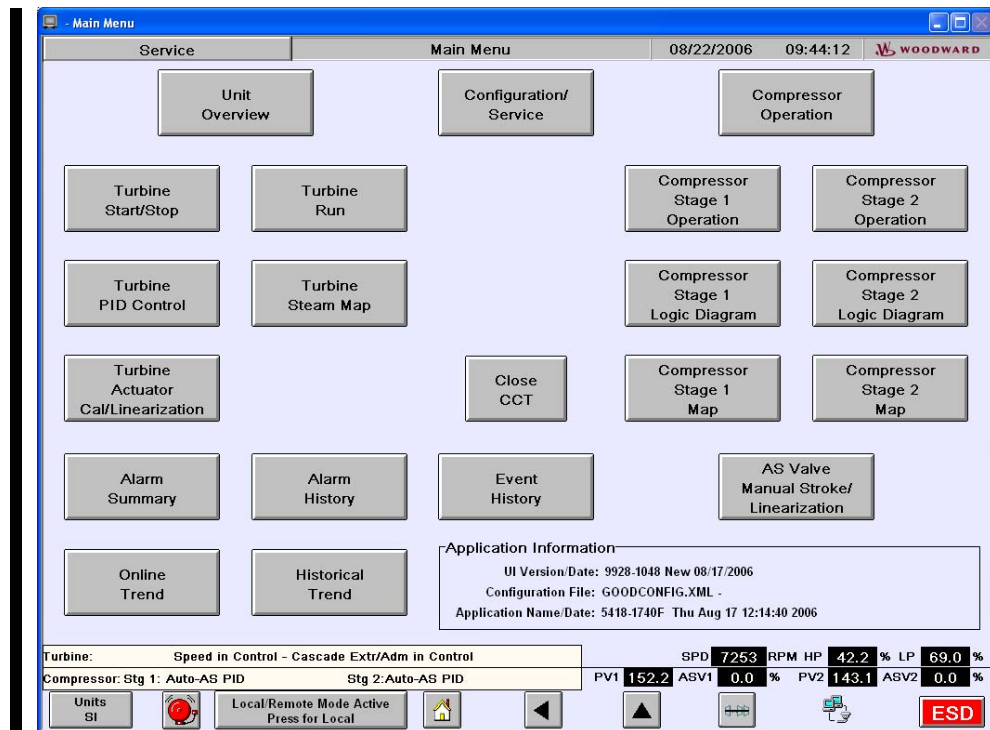 - Main Menu
Service Main Menu 08/22/2006 09:44:12 WOODWARD
Unit
Overview
Configuration/
Service
Compressor
Operation
Turbine
Start/Stop
Turbine
Run
Compressor
Stage 1
Operation
Compressor
Stage 2
Operation
Turbine
PID Control
Turbine
Steam Map
Compressor
Stage 1
Logic Diagram
Compressor
Stage 2
Logic Diagram
Turbine
Actuator
Cal/Linearization
Close
CCT
Compressor
Stage 1
Map
Compressor
Stage 2
Map
Alarm
Summary
Alarm
History
Event
History
AS Valve
Manual Stroke/
Linearization
Online
Trend
Historical
Trend
Application Information
UI Version/Date: 9928-1048 New 08/17/2006
Configuration File: GOODCONFIG.XML -
Application Name/Date: 5418-1740F Thu Aug 17 12:14:40 2006
Turbine: Speed in Control - Cascade Extr/Adm in Control SPD 7253 RPM HP 42.2 % LP 69.0 %
Compressor: Stg 1: Auto-AS PID Stg 2:Auto-AS PID PV1 152.2 ASV1 0.0 % PV2 143.1 ASV2 0.0 %
Units
SI
Local/Remote Mode Active
Press for Local
ESD